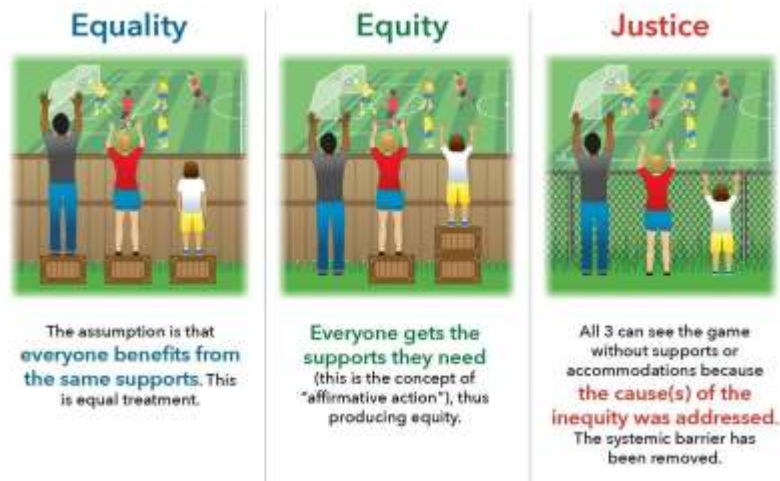 Equality
The assumption is that
everyone benefits from
the same supports. This
is equal treatment.
Equity
Everyone gets the
supports they need
(this is the concept of
"affirmative action"), thus
producing equity.
Justice
All 3 can see the game
without supports or
accommodations because
the cause(s) of the
inequity was addressed.
The systemic barrier has
been removed.